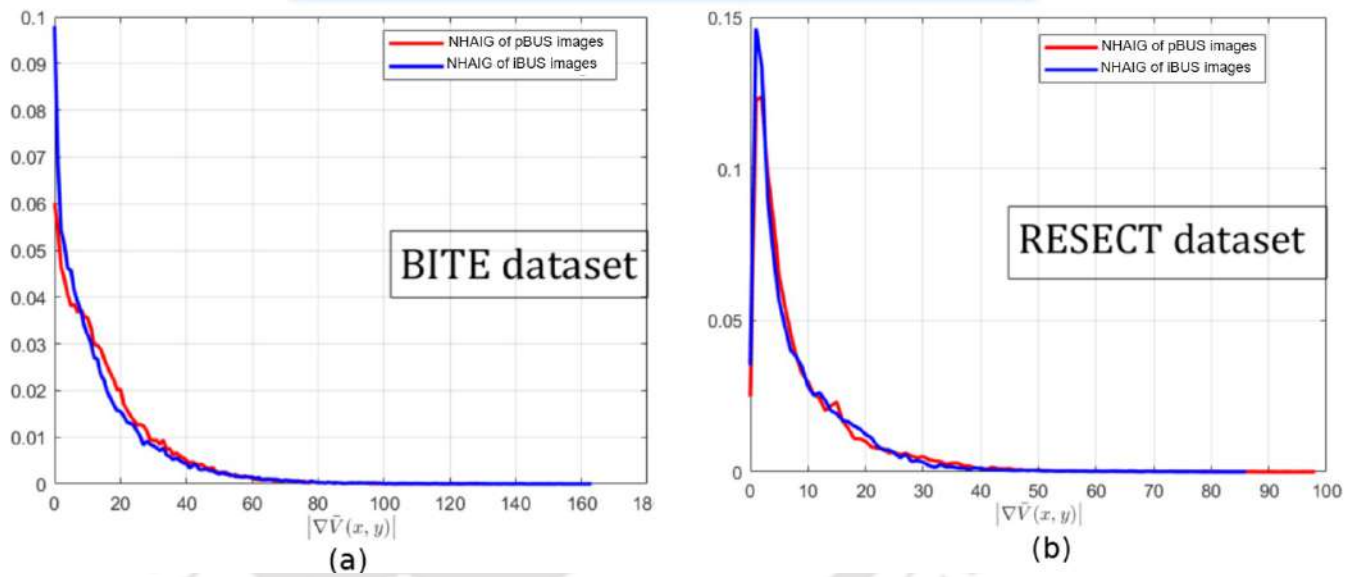 0.1
0.09
0.08
0.07
0.06
0.05
0.04
0.03
0.02
0.01
0
NHAIG of pBUS images
NHAIG of iBUS images
BITE dataset
0 20 40 60 80 100 120 140 160 18
|∇Ṽ(x, y)|
(a)
0.15
0.1
0.05
0
NHAIG of pBUS images
NHAIG of iBUS images
RESECT dataset
0 10 20 30 40 50 60 70 80 90 100
|∇Ṽ(x, y)|
(b)